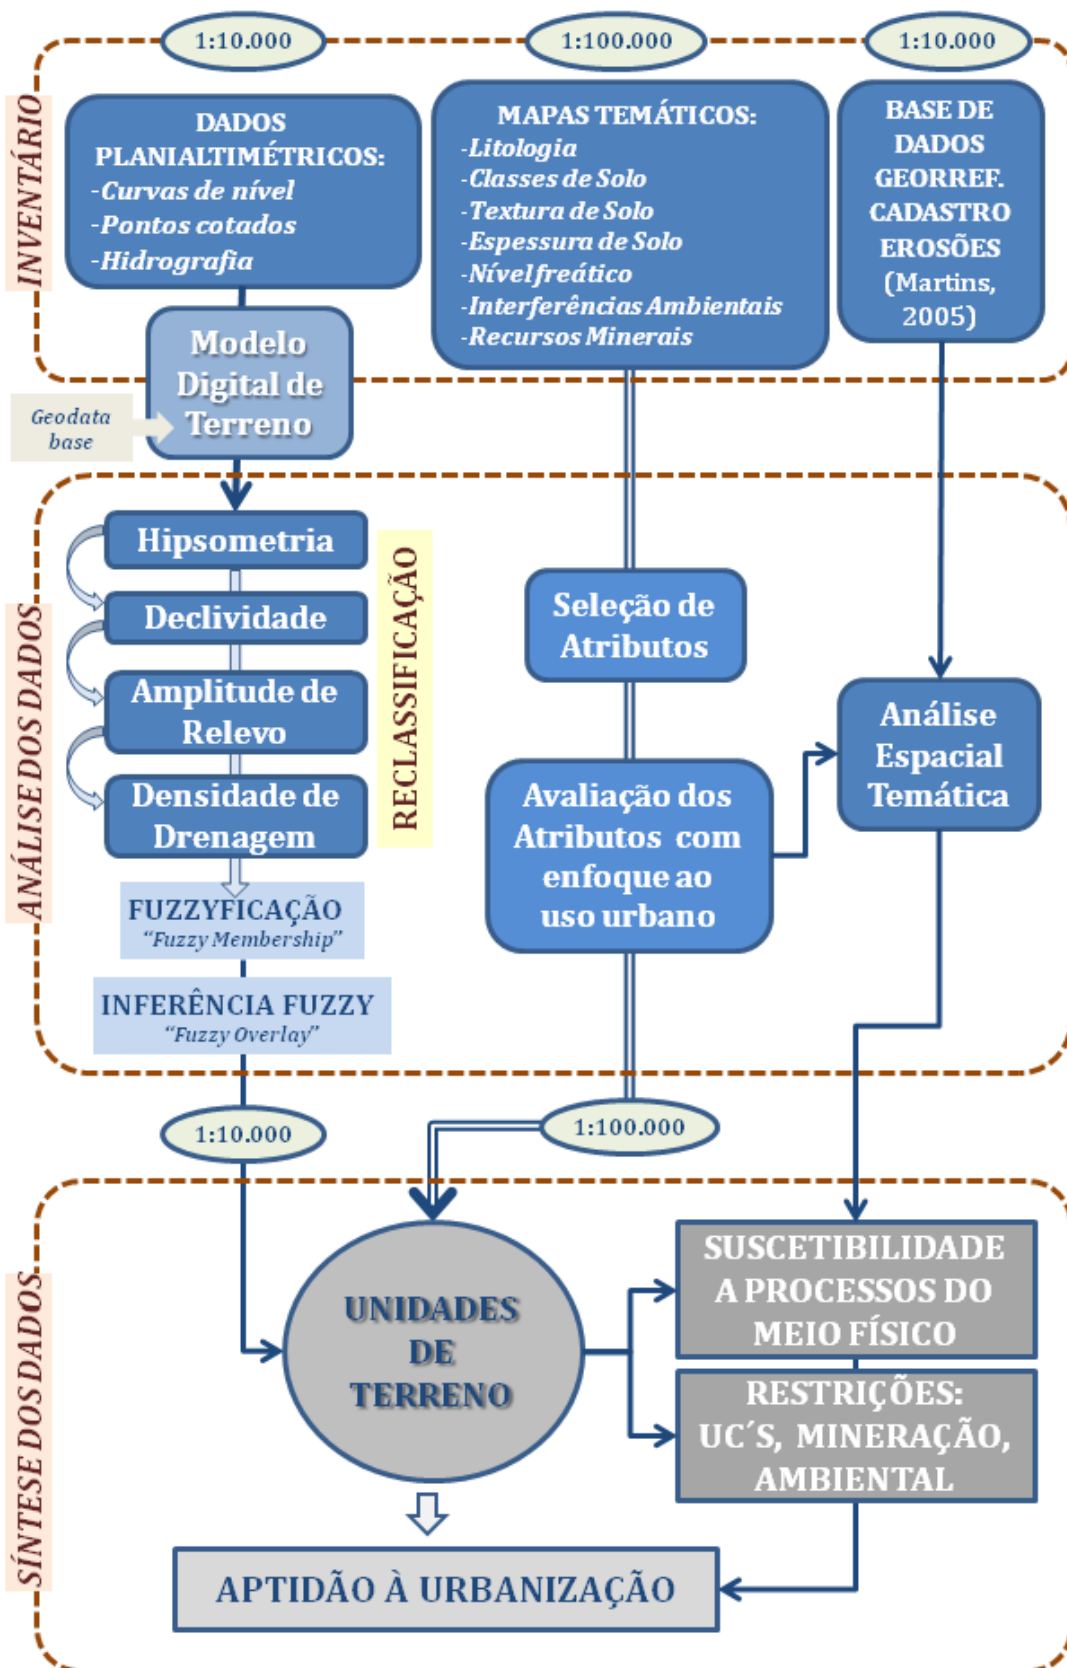 1:10.000
1:100.000
1:10.000
INVENTÁRIO
DADOS
PLANIALTIMÉTRICOS:
-Curvas de nível
-Pontos cotados
-Hidrografia
MAPAS TEMÁTICOS:
-Litologia
-Classes de Solo
-Textura de Solo
-Espessura de Solo
-Nível freático
-Interferências Ambientais
-Recursos Minerais
BASE DE
DADOS
GEORREF.
CADASTRO
EROSÕES
(Martins,
2005)
Modelo
Digital de
Terreno
Geodata
base
ANÁLISE DOS DADOS
Hipsometria
Declividade
Amplitude de
Relevo
Densidade de
Drenagem
RECLASSIFICAÇÃO
FUZZYFICAÇÃO
“Fuzzy Membership”
INFERÊNCIA FUZZY
“Fuzzy Overlay”
Seleção de
Atributos
Avaliação dos
Atributos com
enfoque ao
uso urbano
Análise
Espacial
Temática
1:10.000
1:100.000
SÍNTESE DOS DADOS
UNIDADES
DE
TERRENO
SUSCETIBILIDADE
A PROCESSOS DO
MEIO FÍSICO
RESTRIÇÕES:
UC´S, MINERAÇÃO,
AMBIENTAL
APTIDÃO À URBANIZAÇÃO